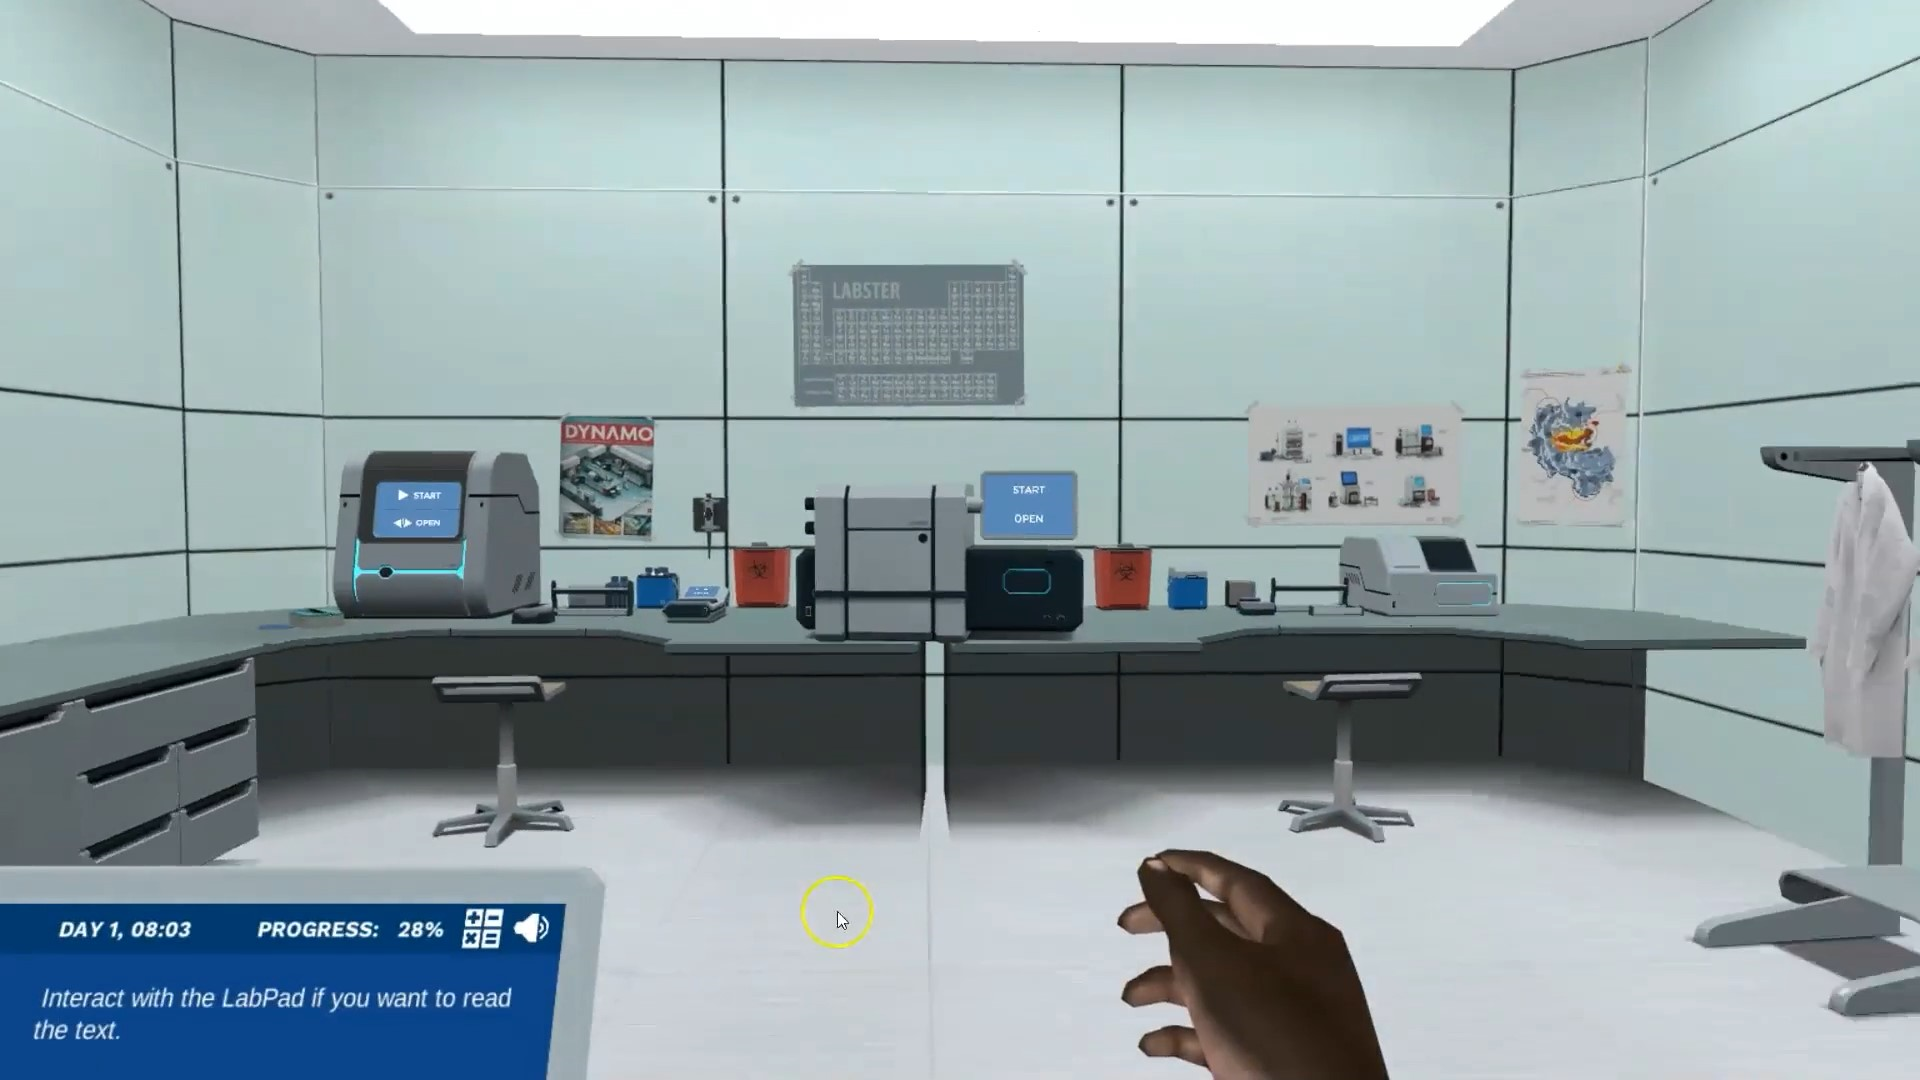 LABSTER
DYNAMO
START
OPEN
START
OPEN
DAY 1, 08:03 PROGRESS: 28%
Interact with the LabPad if you want to read
the text.